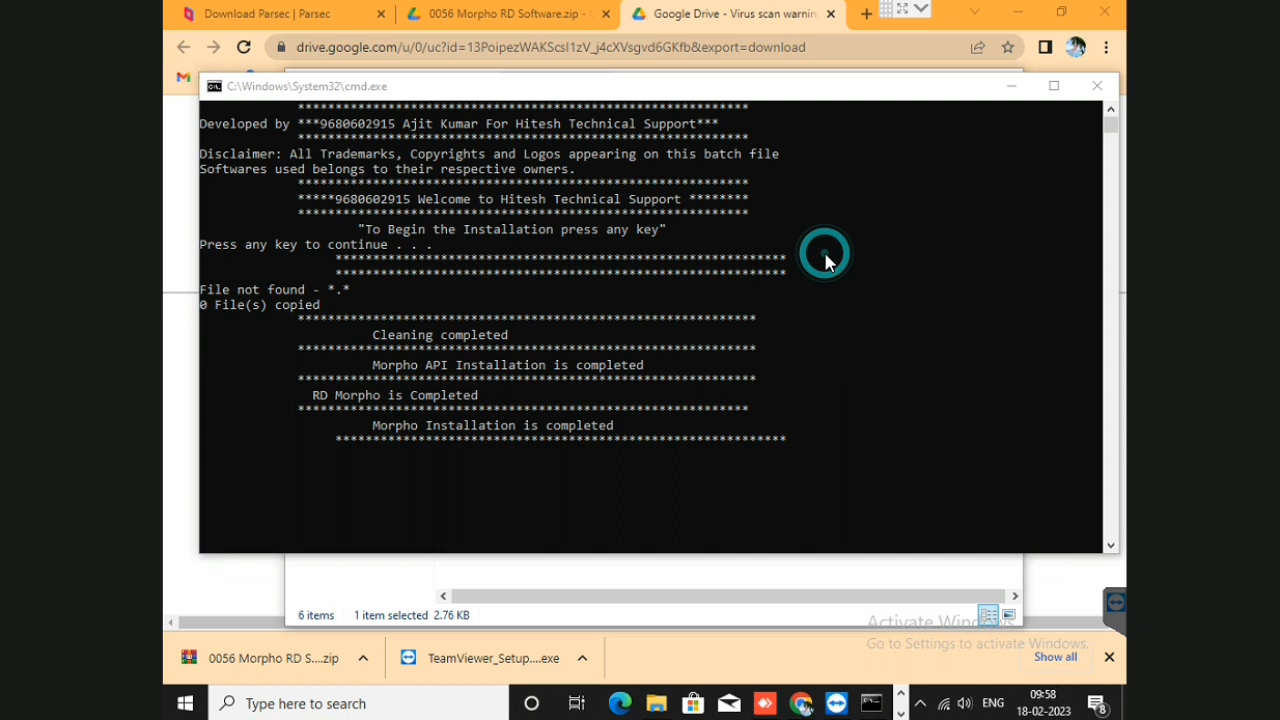 Download Parsec | Parsec
0056 Morpho RD Software.zip -
Google Drive - Virus scan warnin
drive.google.com/u/0/uc?id=13PoipezWAKScsl1zV_j4cXVsgvd6GKfb&export=download
C:\Windows\System32\cmd.exe
************************************************************
Developed by ***9680602915 Ajit Kumar For Hitesh Technical Support***
************************************************************
Disclaimer: All Trademarks, Copyrights and Logos appearing on this batch file
Softwares used belongs to their respective owners.
************************************************************
*****9680602915 Welcome to Hitesh Technical Support ********
************************************************************
"To Begin the Installation press any key"
Press any key to continue . . .
************************************************************
************************************************************
File not found - *.*
0 File(s) copied
*************************************************************
Cleaning completed
*************************************************************
Morpho API Installation is completed
*************************************************************
RD Morpho is Completed
************************************************************
Morpho Installation is completed
************************************************************
6 items 1 item selected 2.76 KB
Activate Windows
Go to Settings to activate Windows.
0056 Morpho RD S....zip
TeamViewer_Setup....exe
Show all
Type here to search
ENG
09:58
18-02-2023
8